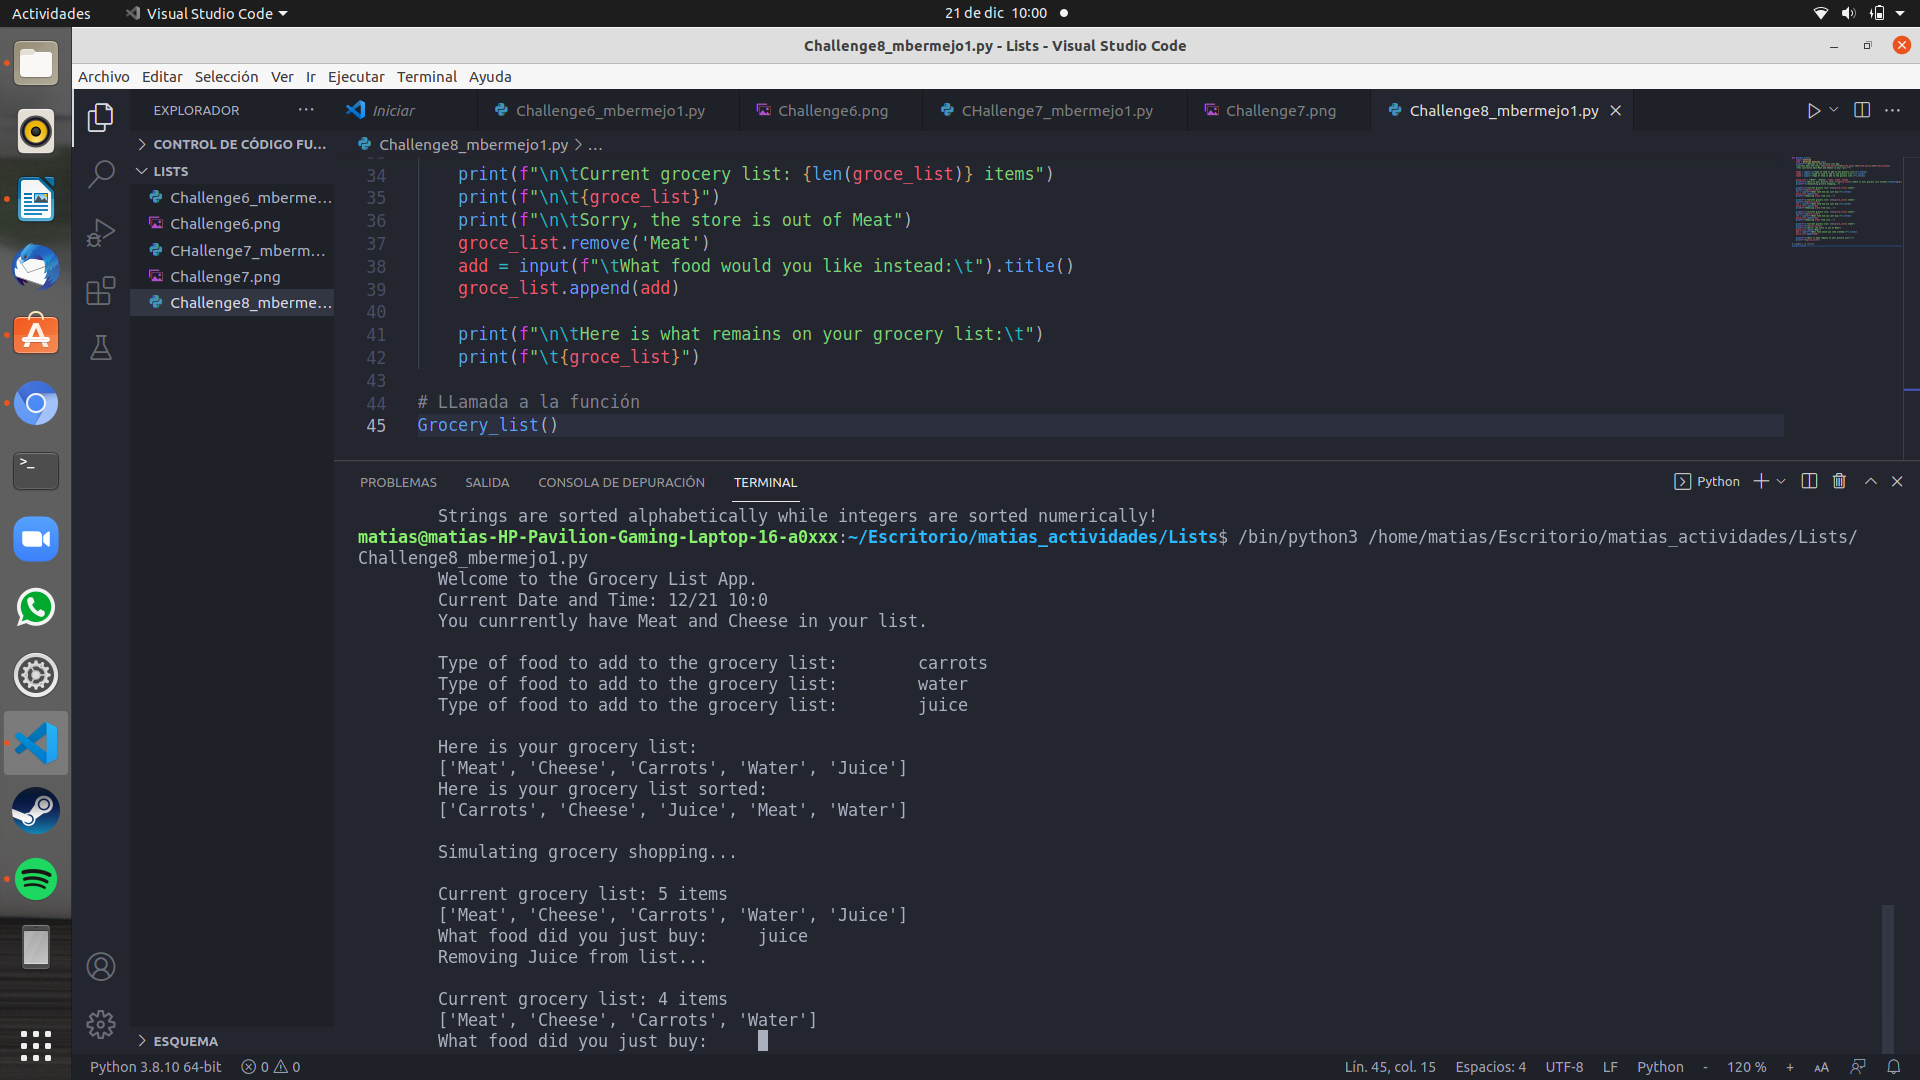 Actividades
Visual Studio Code
21 de dic 10:00
Challenge8_mbermejo1.py - Lists - Visual Studio Code
Archivo Editar Selección Ver Ir Ejecutar Terminal Ayuda
EXPLORADOR
Iniciar
Challenge6_mbermejo1.py
Challenge6.png
CHallenge7_mbermejo1.py
Challenge7.png
Challenge8_mbermejo1.py
CONTROL DE CÓDIGO FU...
LISTS
Challenge6_mberme...
Challenge6.png
CHallenge7_mberm...
Challenge7.png
Challenge8_mberme...
ESQUEMA
Challenge8_mbermejo1.py > ...
34 print(f"\n\tCurrent grocery list: {len(groce_list)} items")
35 print(f"\n\t{groce_list}")
36 print(f"\n\tSorry, the store is out of Meat")
37 groce_list.remove('Meat')
38 add = input(f"\tWhat food would you like instead:\t").title()
39 groce_list.append(add)
40
41 print(f"\n\tHere is what remains on your grocery list:\t")
42 print(f"\t{groce_list}")
43
44 # LLamada a la función
45 Grocery_list()
PROBLEMAS SALIDA CONSOLA DE DEPURACIÓN TERMINAL
Python
Strings are sorted alphabetically while integers are sorted numerically!
matias@matias-HP-Pavilion-Gaming-Laptop-16-a0xxx:~/Escritorio/matias_actividades/Lists$ /bin/python3 /home/matias/Escritorio/matias_actividades/Lists/
Challenge8_mbermejo1.py
Welcome to the Grocery List App.
Current Date and Time: 12/21 10:0
You cunrrently have Meat and Cheese in your list.
Type of food to add to the grocery list: carrots
Type of food to add to the grocery list: water
Type of food to add to the grocery list: juice
Here is your grocery list:
['Meat', 'Cheese', 'Carrots', 'Water', 'Juice']
Here is your grocery list sorted:
['Carrots', 'Cheese', 'Juice', 'Meat', 'Water']
Simulating grocery shopping...
Current grocery list: 5 items
['Meat', 'Cheese', 'Carrots', 'Water', 'Juice']
What food did you just buy: juice
Removing Juice from list...
Current grocery list: 4 items
['Meat', 'Cheese', 'Carrots', 'Water']
What food did you just buy:
Python 3.8.10 64-bit 0 0
Lín. 45, col. 15 Espacios: 4 UTF-8 LF Python - 120 % + AA